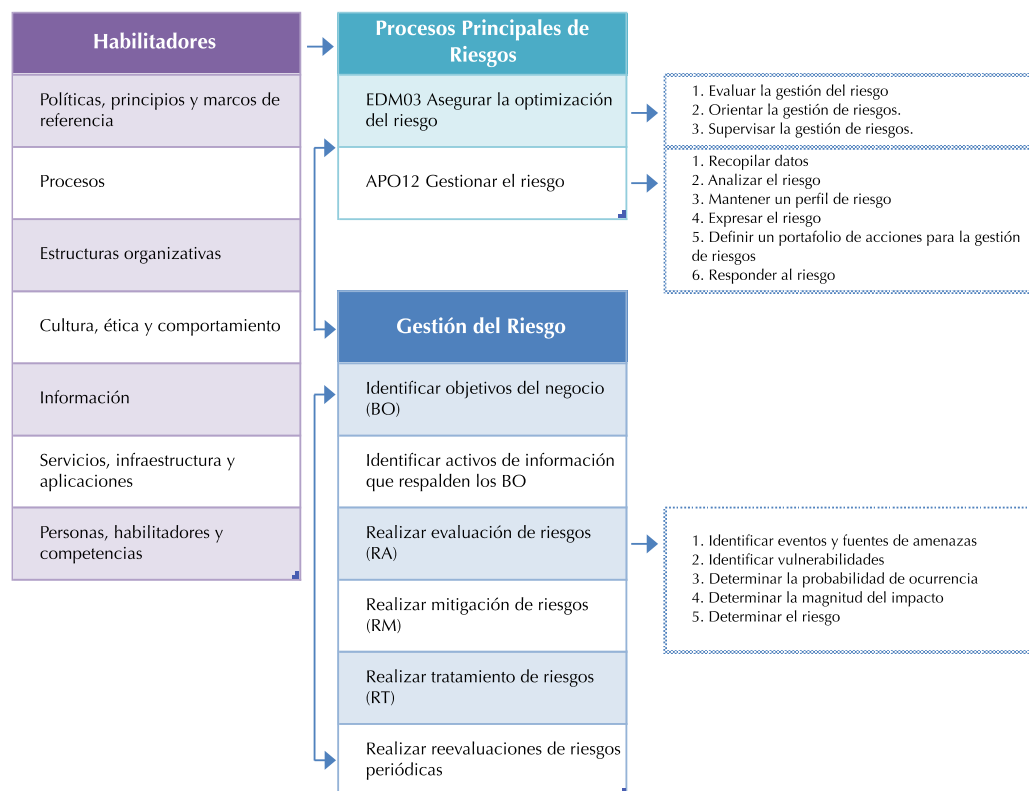 Habilitadores
Políticas, principios y marcos de
referencia
Procesos
Estructuras organizativas
Cultura, ética y comportamiento
Información
Servicios, infraestructura y
aplicaciones
Personas, habilitadores y
competencias
Procesos Principales de
Riesgos
EDM03 Asegurar la optimización
del riesgo
APO12 Gestionar el riesgo
1. Evaluar la gestión del riesgo
2. Orientar la gestión de riesgos.
3. Supervisar la gestión de riesgos.
1. Recopilar datos
2. Analizar el riesgo
3. Mantener un perfil de riesgo
4. Expresar el riesgo
5. Definir un portafolio de acciones para la gestión
de riesgos
6. Responder al riesgo
Gestión del Riesgo
Identificar objetivos del negocio
(BO)
Identificar activos de información
que respalden los BO
Realizar evaluación de riesgos
(RA)
Realizar mitigación de riesgos
(RM)
Realizar tratamiento de riesgos
(RT)
Realizar reevaluaciones de riesgos
periódicas
1. Identificar eventos y fuentes de amenazas
2. Identificar vulnerabilidades
3. Determinar la probabilidad de ocurrencia
4. Determinar la magnitud del impacto
5. Determinar el riesgo